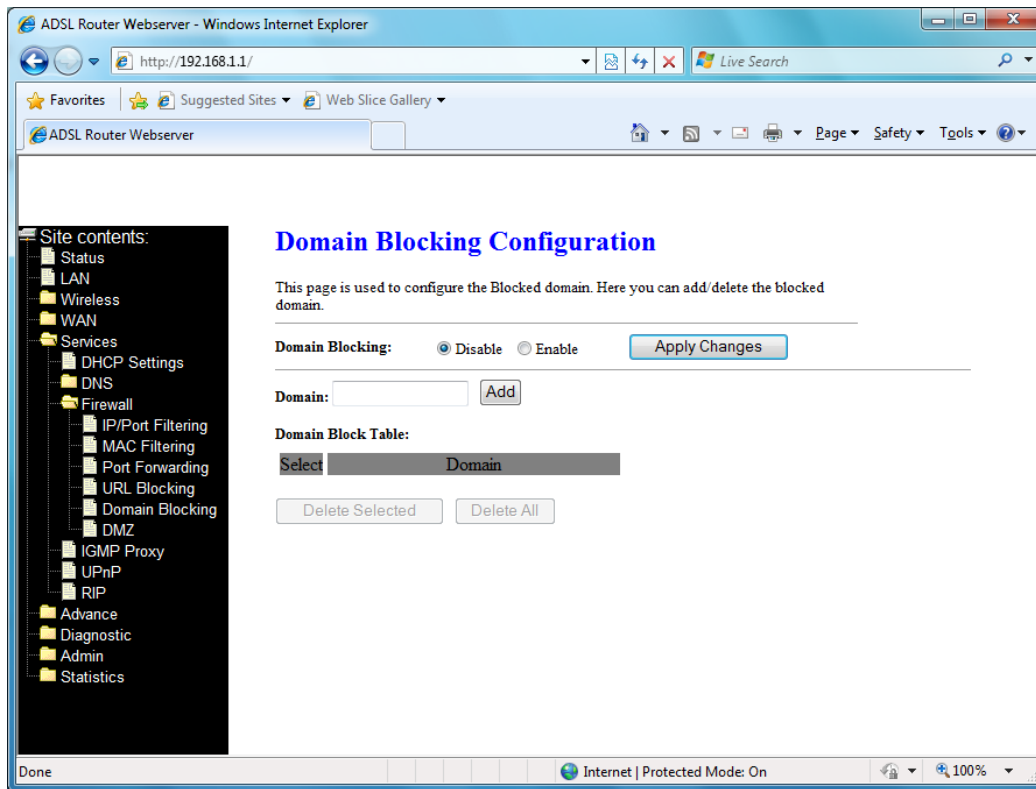 ADSL Router Webserver - Windows Internet Explorer
http://192.168.1.1/
Live Search
Favorites
Suggested Sites
Web Slice Gallery
ADSL Router Webserver
Page
Safety
Tools
Site contents:
Status
LAN
Wireless
WAN
Services
DHCP Settings
DNS
Firewall
IP/Port Filtering
MAC Filtering
Port Forwarding
URL Blocking
Domain Blocking
DMZ
IGMP Proxy
UPnP
RIP
Advance
Diagnostic
Admin
Statistics
Domain Blocking Configuration
This page is used to configure the Blocked domain. Here you can add/delete the blocked
domain.
Domain Blocking: Disable Enable Apply Changes
Domain: Add
Domain Block Table:
Select Domain
Delete Selected Delete All
Done
Internet | Protected Mode: On
100%